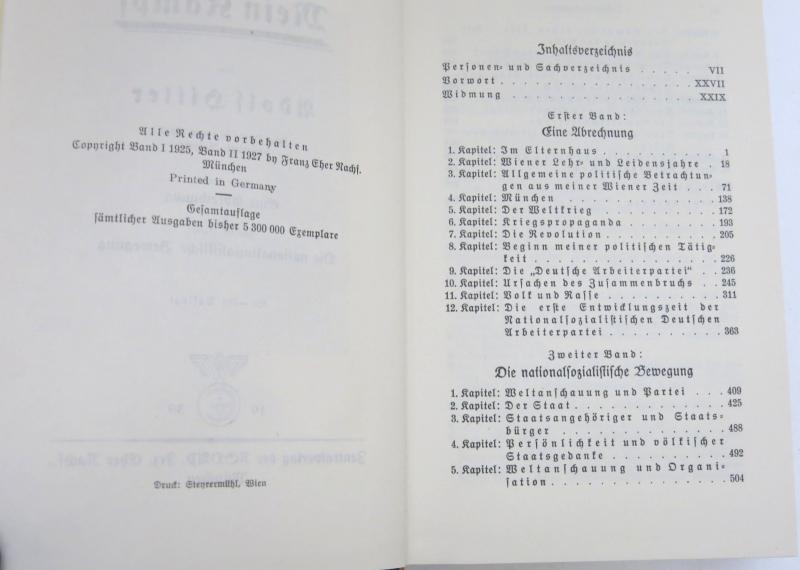 Alle Rechte vorbehalten
Copyright Band I 1925, Band II 1927 by Franz Eher Nachf.
München
Printed in Germany
Gesamtauflage
sämtlicher Ausgaben bisher 5 300 000 Exemplare
Druck: Steyrermühl, Wien
Inhaltsverzeichnis
Personen- und Sachverzeichnis . . . . . VII
Vorwort . . . . . . . . . . . . . XXVII
Widmung . . . . . . . . . . . . . XXIX
Erster Band:
Eine Abrechnung
1. Kapitel: Im Elternhaus . . . . . . . . . . 1
2. Kapitel: Wiener Lehr- und Leidensjahre . 18
3. Kapitel: Allgemeine politische Betrachtun-
gen aus meiner Wiener Zeit . . . 71
4. Kapitel: München . . . . . . . . . . . . 138
5. Kapitel: Der Weltkrieg . . . . . . . . . 172
6. Kapitel: Kriegspropaganda . . . . . . . 193
7. Kapitel: Die Revolution . . . . . . . . . 205
8. Kapitel: Beginn meiner politischen Tätig-
keit . . . . . . . . . . . . . . 226
9. Kapitel: Die „Deutsche Arbeiterpartei“ . . 236
10. Kapitel: Ursachen des Zusammenbruchs . . 245
11. Kapitel: Volk und Rasse . . . . . . . . . 311
12. Kapitel: Die erste Entwicklungszeit der
Nationalsozialistischen Deutschen
Arbeiterpartei . . . . . . . . . 363
Zweiter Band:
Die nationalsozialistische Bewegung
1. Kapitel: Weltanschauung und Partei . . . 409
2. Kapitel: Der Staat . . . . . . . . . . . . 425
3. Kapitel: Staatsangehöriger und Staats-
bürger . . . . . . . . . . . . . 488
4. Kapitel: Persönlichkeit und völkischer
Staatsgedanke . . . . . . . . . 492
5. Kapitel: Weltanschauung und Organi-
sation . . . . . . . . . . . . . 504